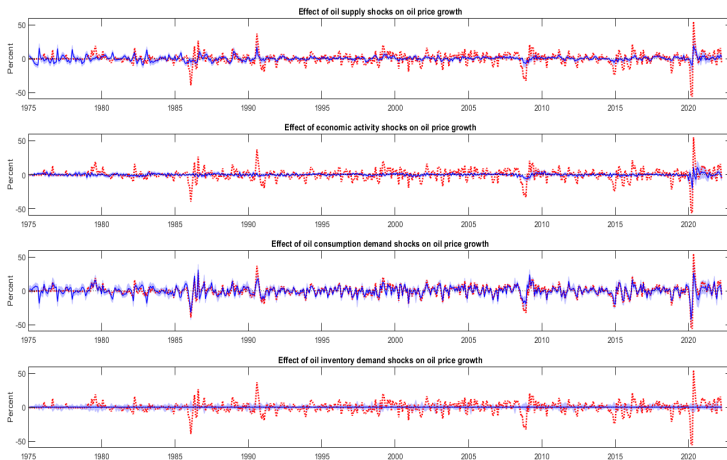 Effect of oil supply shocks on oil price growth
50
0
-50
Percent
1975 1980 1985 1990 1995 2000 2005 2010 2015 2020
Effect of economic activity shocks on oil price growth
50
0
-50
Percent
1975 1980 1985 1990 1995 2000 2005 2010 2015 2020
Effect of oil consumption demand shocks on oil price growth
50
0
-50
Percent
1975 1980 1985 1990 1995 2000 2005 2010 2015 2020
Effect of oil inventory demand shocks on oil price growth
50
0
-50
Percent
1975 1980 1985 1990 1995 2000 2005 2010 2015 2020